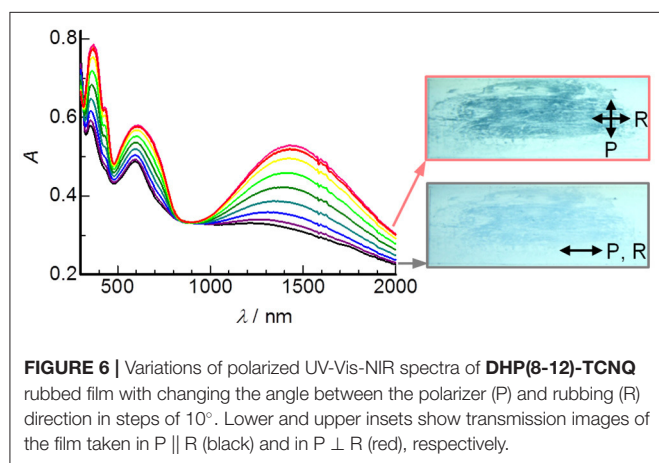 0.8
0.6
A
0.4
0.2
500 1000 1500 2000
λ / nm
R
P
P, R
FIGURE 6 | Variations of polarized UV-Vis-NIR spectra of DHP(8-12)-TCNQ
rubbed film with changing the angle between the polarizer (P) and rubbing (R)
direction in steps of 10°. Lower and upper insets show transmission images of
the film taken in P || R (black) and in P ⊥ R (red), respectively.